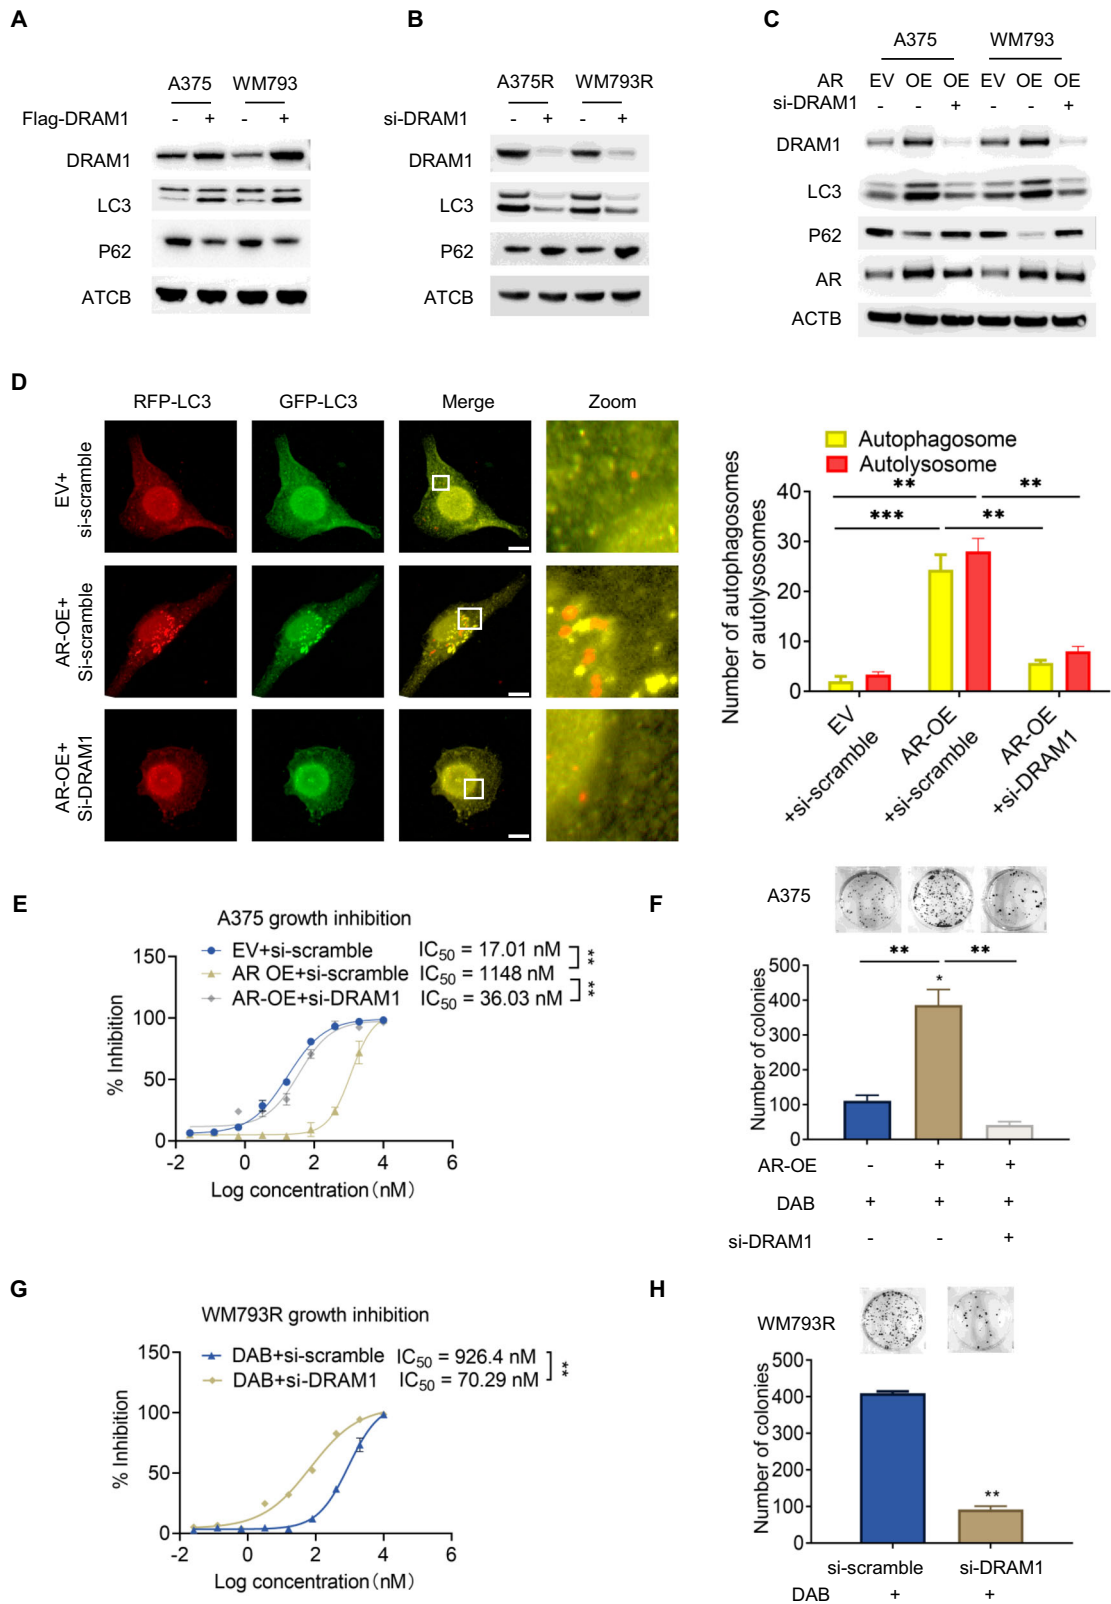 A
A375 WM793
Flag-DRAM1 - + - +
DRAM1
LC3
P62
ATCB
B
A375R WM793R
si-DRAM1 - + - +
DRAM1
LC3
P62
ATCB
C
A375 WM793
AR EV OE OE EV OE OE
si-DRAM1 - - + - - +
DRAM1
LC3
P62
AR
ACTB
D
RFP-LC3 GFP-LC3 Merge Zoom
EV+
si-scramble
AR-OE+
Si-scramble
AR-OE+
Si-DRAM1
Autophagosome
Autolysosome
Number of autophagosomes
or autolysosomes
40
30
20
10
0
** **
*** **
EV
+si-scramble
AR-OE
+si-scramble
AR-OE
+si-DRAM1
E
A375 growth inhibition
EV+si-scramble IC50 = 17.01 nM
AR OE+si-scramble IC50 = 1148 nM
AR-OE+si-DRAM1 IC50 = 36.03 nM
**
**
% Inhibition
150
100
50
0
-2 0 2 4 6
Log concentration(nM)
F
A375
** **
*
Number of colonies
500
400
300
200
100
0
AR-OE - + +
DAB + + +
si-DRAM1 - - +
G
WM793R growth inhibition
DAB+si-scramble IC50 = 926.4 nM
DAB+si-DRAM1 IC50 = 70.29 nM
**
% Inhibition
150
100
50
0
-2 0 2 4 6
Log concentration(nM)
H
WM793R
Number of colonies
500
400
300
200
100
0
**
si-scramble si-DRAM1
DAB + +